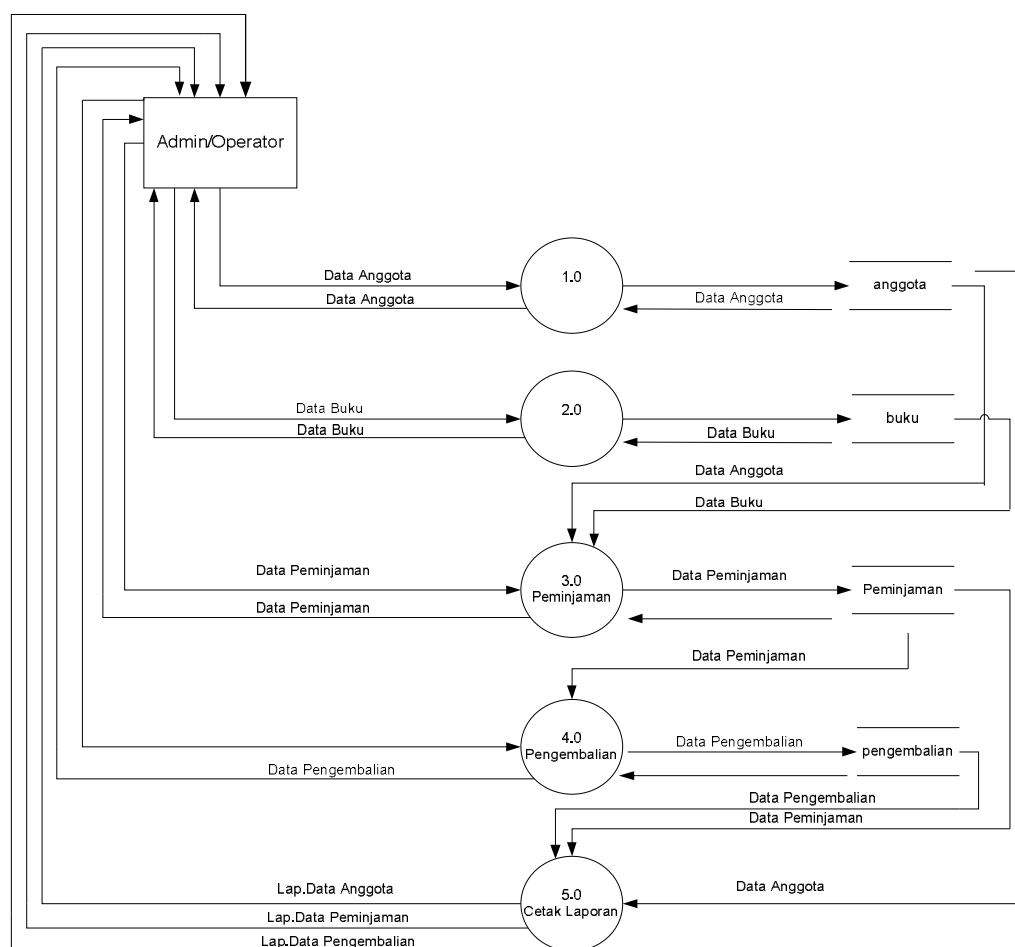 Admin/Operator
Data Anggota
1.0
anggota
Data Anggota
Data Anggota
Data Buku
2.0
buku
Data Buku
Data Buku
Data Anggota
Data Buku
Data Peminjaman
3.0
Peminjaman
Data Peminjaman
Peminjaman
Data Peminjaman
Data Peminjaman
4.0
Pengembalian
Data Pengembalian
pengembalian
Data Pengembalian
Data Pengembalian
Data Peminjaman
5.0
Cetak Laporan
Lap.Data Anggota
Data Anggota
Lap.Data Peminjaman
Lap.Data Pengembalian